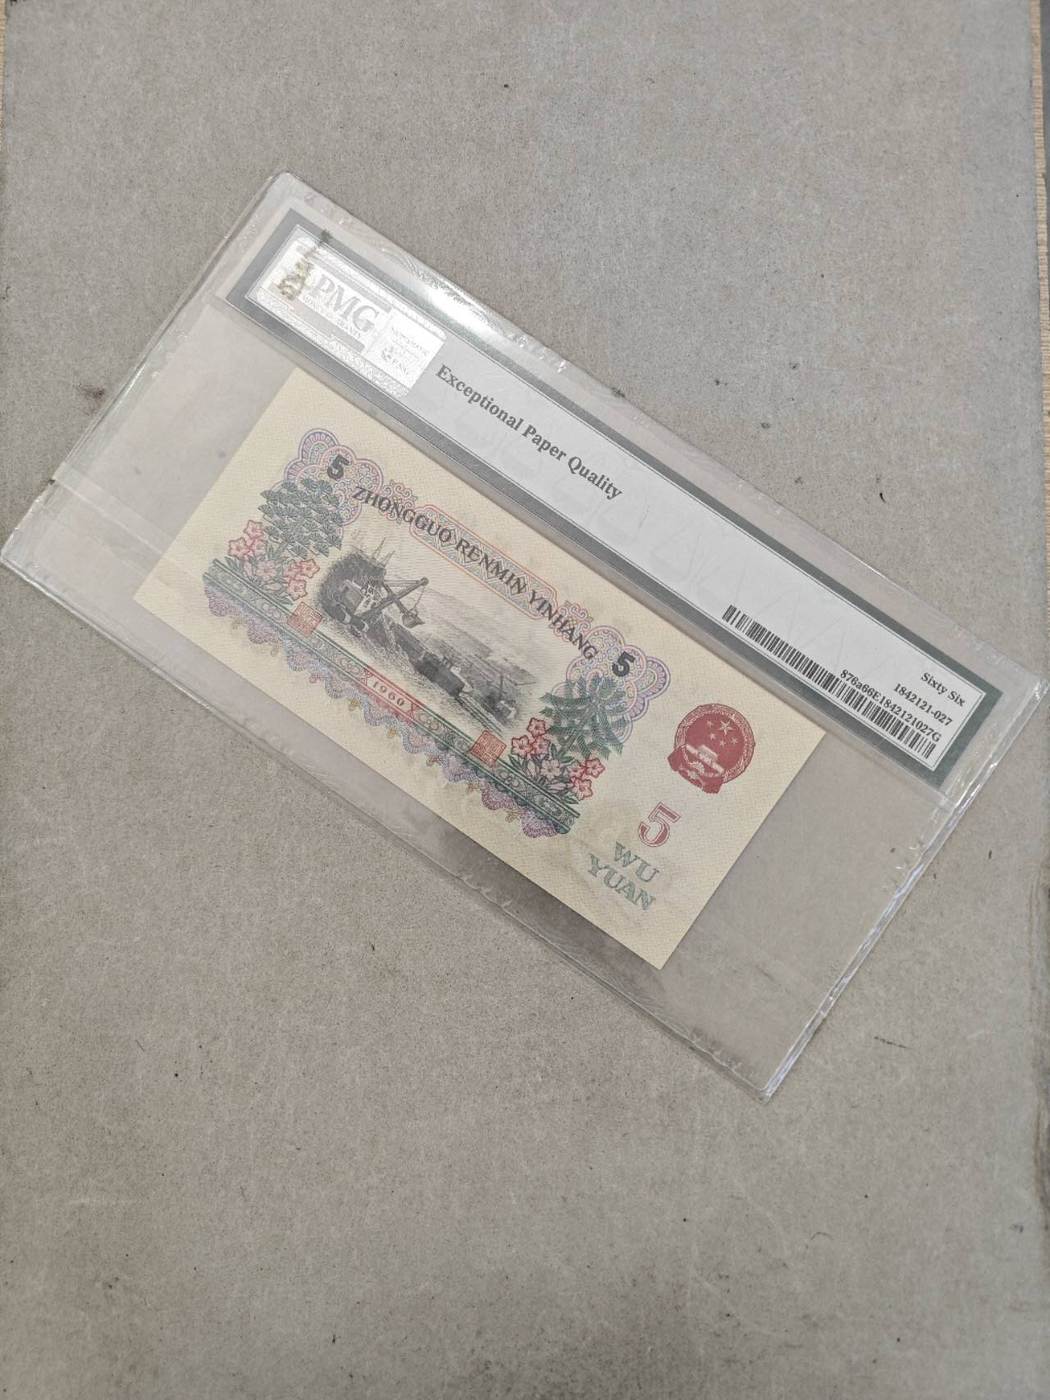 PMG
Exceptional Paper Quality
Sixty Six
1842121-027
876a66E1842121027G
5
ZHONGGUO RENMIN YINHANG
5
1960
5
WU
YUAN